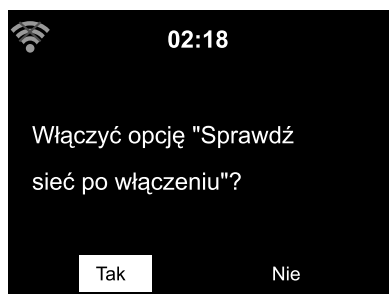 02:18
Włączyć opcję "Sprawdź
sieć po włączeniu"?
Tak Nie